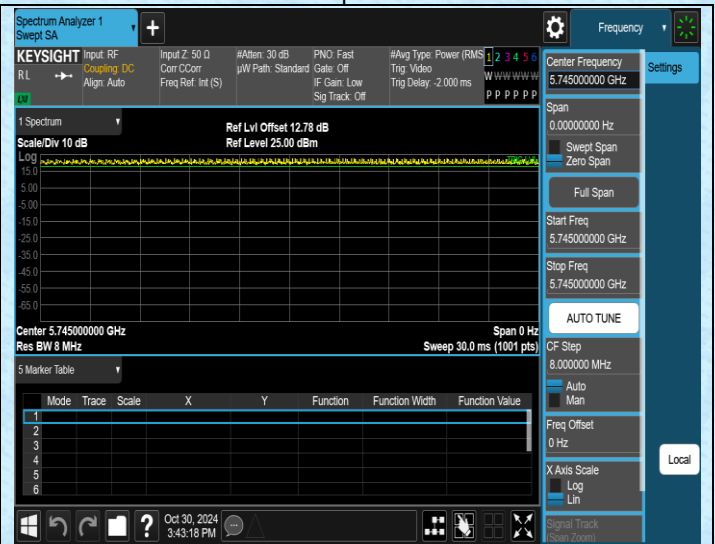 Spectrum Analyzer 1
Swept SA
Frequency
KEYSIGHT
RL
LXI
Input: RF
Coupling: DC
Align: Auto
Input Z: 50 Ω
Corr CCorr
Freq Ref: Int (S)
#Atten: 30 dB
µW Path: Standard
PNO: Fast
Gate: Off
IF Gain: Low
Sig Track: Off
#Avg Type: Power (RMS
Trig: Video
Trig Delay: -2.000 ms
1 2 3 4 5 6
W W W W W W
P P P P P P
1 Spectrum
Scale/Div 10 dB
Ref Lvl Offset 12.78 dB
Ref Level 25.00 dBm
Log
15.0
5.00
-5.00
-15.0
-25.0
-35.0
-45.0
-55.0
-65.0
Center 5.745000000 GHz
Span 0 Hz
Res BW 8 MHz
Sweep 30.0 ms (1001 pts)
5 Marker Table
Mode Trace Scale X Y Function Function Width Function Value
1
2
3
4
5
6
?
Oct 30, 2024
3:43:18 PM
Center Frequency
5.745000000 GHz
Span
0.00000000 Hz
Swept Span
Zero Span
Full Span
Start Freq
5.745000000 GHz
Stop Freq
5.745000000 GHz
AUTO TUNE
CF Step
8.000000 MHz
Auto
Man
Freq Offset
0 Hz
X Axis Scale
Log
Lin
Signal Track
(Span Zoom)
Settings
Local